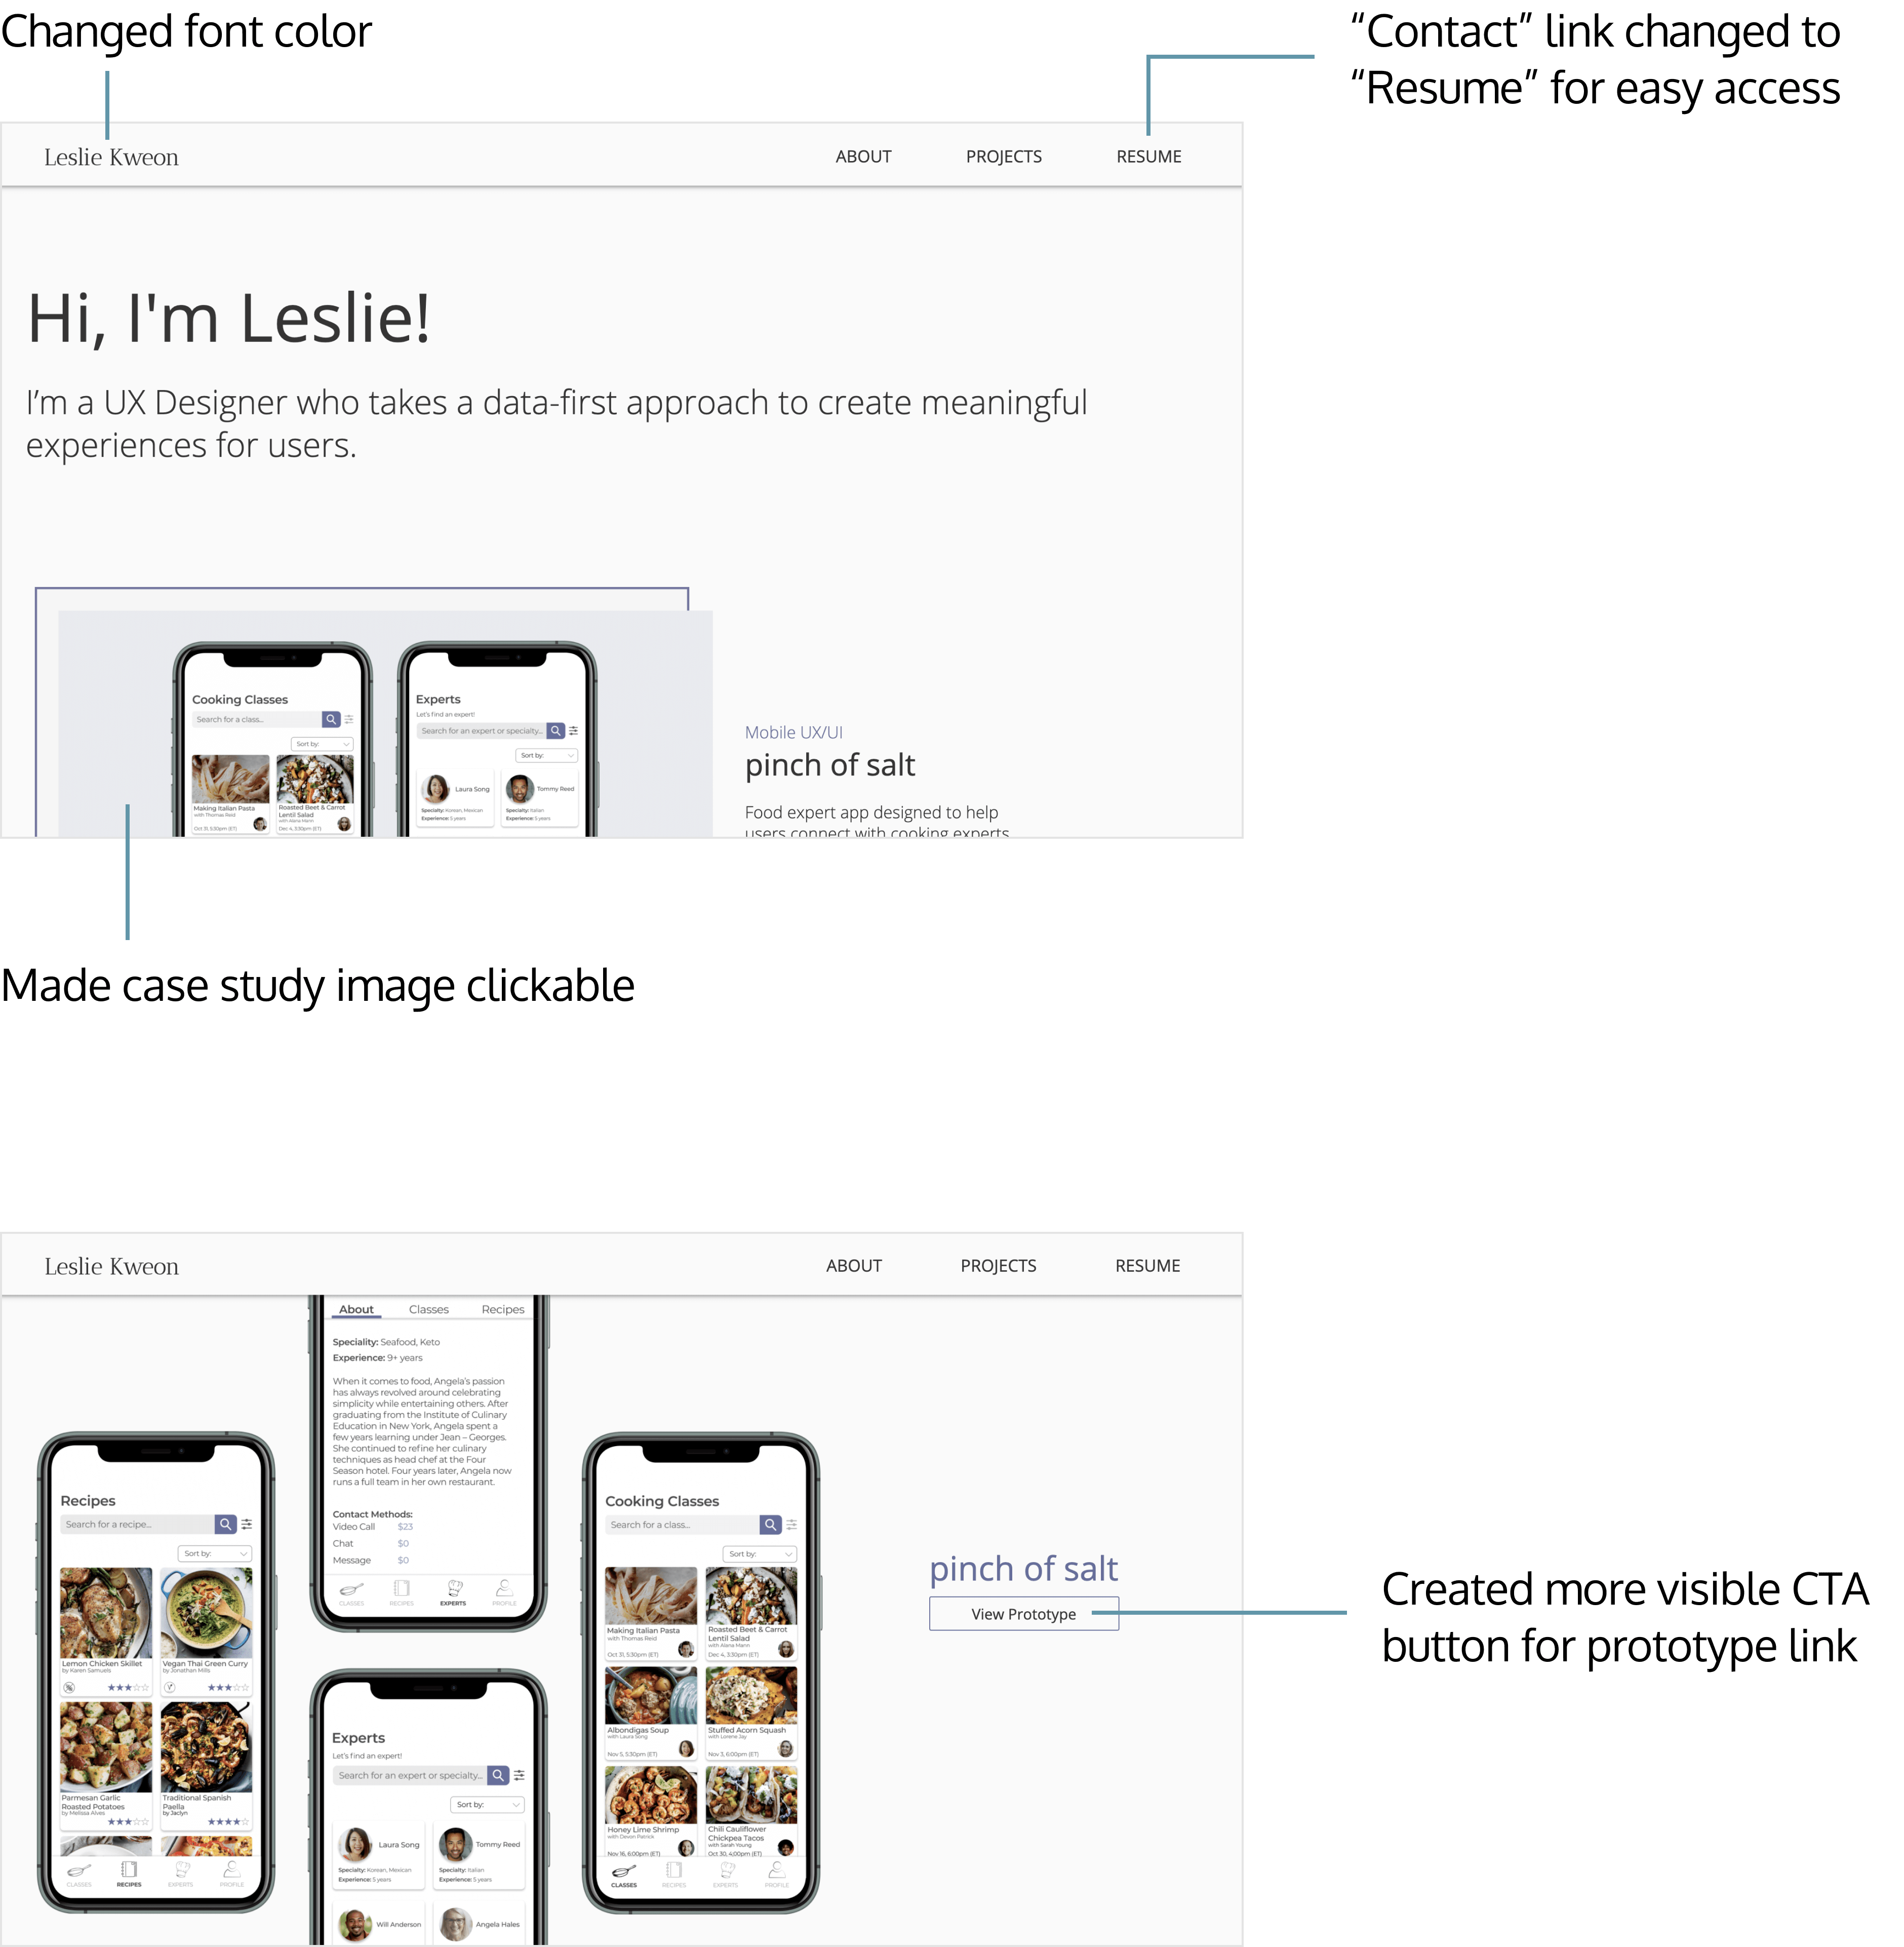 Changed font color
“Contact” link changed to
“Resume” for easy access
Leslie Kweon
ABOUT
PROJECTS
RESUME
Hi, I'm Leslie!
I’m a UX Designer who takes a data-first approach to create meaningful
experiences for users.
Cooking Classes
Search for a class...
Sort by:
Making Italian Pasta
with Thomas Reid
Oct 31, 5:30pm (ET)
Roasted Beet & Carrot
Lentil Salad
with Alana Mann
Dec 4, 3:30pm (ET)
Experts
Let's find an expert!
Search for an expert or specialty...
Sort by:
Laura Song
Specialty: Korean, Mexican
Experience: 5 years
Tommy Reed
Specialty: Italian
Experience: 5 years
Mobile UX/UI
pinch of salt
Food expert app designed to help
users connect with cooking experts
Made case study image clickable
Leslie Kweon
ABOUT
PROJECTS
RESUME
Recipes
Search for a recipe...
Sort by:
Lemon Chicken Skillet
by Karen Samuels
Vegan Thai Green Curry
by Jonathan Mills
Parmesan Garlic
Roasted Potatoes
by Melissa Alves
Traditional Spanish
Paella
by Jaclyn
CLASSES
RECIPES
EXPERTS
PROFILE
About
Classes
Recipes
Speciality: Seafood, Keto
Experience: 9+ years
When it comes to food, Angela’s passion
has always revolved around celebrating
simplicity while entertaining others. After
graduating from the Institute of Culinary
Education in New York, Angela spent a
few years learning under Jean – Georges.
She continued to refine her culinary
techniques as head chef at the Four
Season hotel. Four years later, Angela now
runs a full team in her own restaurant.
Contact Methods:
Video Call $23
Chat $0
Message $0
CLASSES
RECIPES
EXPERTS
PROFILE
Experts
Let's find an expert!
Search for an expert or specialty...
Sort by:
Laura Song
Specialty: Korean, Mexican
Experience: 5 years
Tommy Reed
Specialty: Italian
Experience: 5 years
Will Anderson
Angela Hales
Cooking Classes
Search for a class...
Sort by:
Making Italian Pasta
with Thomas Reid
Oct 31, 5:30pm (ET)
Roasted Beet & Carrot
Lentil Salad
with Alana Mann
Dec 4, 3:30pm (ET)
Albondigas Soup
with Laura Song
Nov 5, 5:30pm (ET)
Stuffed Acorn Squash
with Lorene Jay
Nov 3, 6:00pm (ET)
Honey Lime Shrimp
with Devon Patrick
Nov 16, 6:00pm (ET)
Chili Cauliflower
Chickpea Tacos
with Sarah Young
Oct 30, 4:00pm (ET)
CLASSES
RECIPES
EXPERTS
PROFILE
pinch of salt
View Prototype
Created more visible CTA
button for prototype link